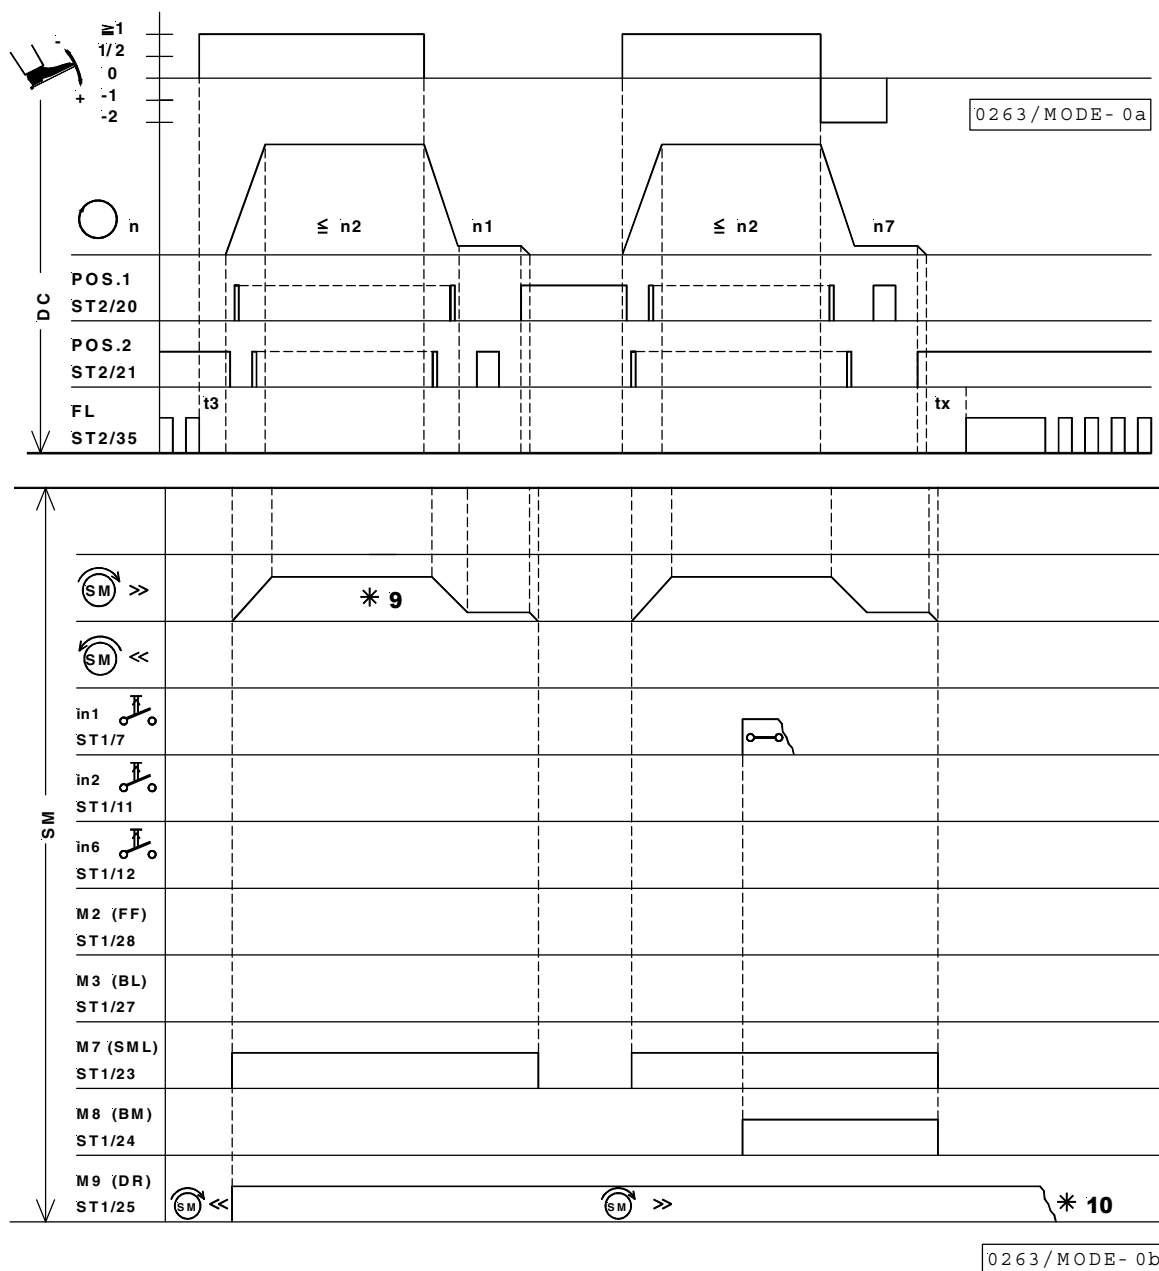 ≧1
- 1/2
0
+ -1
-2
0263/MODE-0a
n ≤ n2 n1 ≤ n2 n7
DC
POS.1
ST2/20
POS.2
ST2/21
FL t3 tx
ST2/35
SM >>
✳ 9
SM <<
in1
ST1/7
in2
ST1/11
SM
in6
ST1/12
M2 (FF)
ST1/28
M3 (BL)
ST1/27
M7 (SML)
ST1/23
M8 (BM)
ST1/24
M9 (DR)
ST1/25 SM << SM >> ✳ 10
0263/MODE-0b